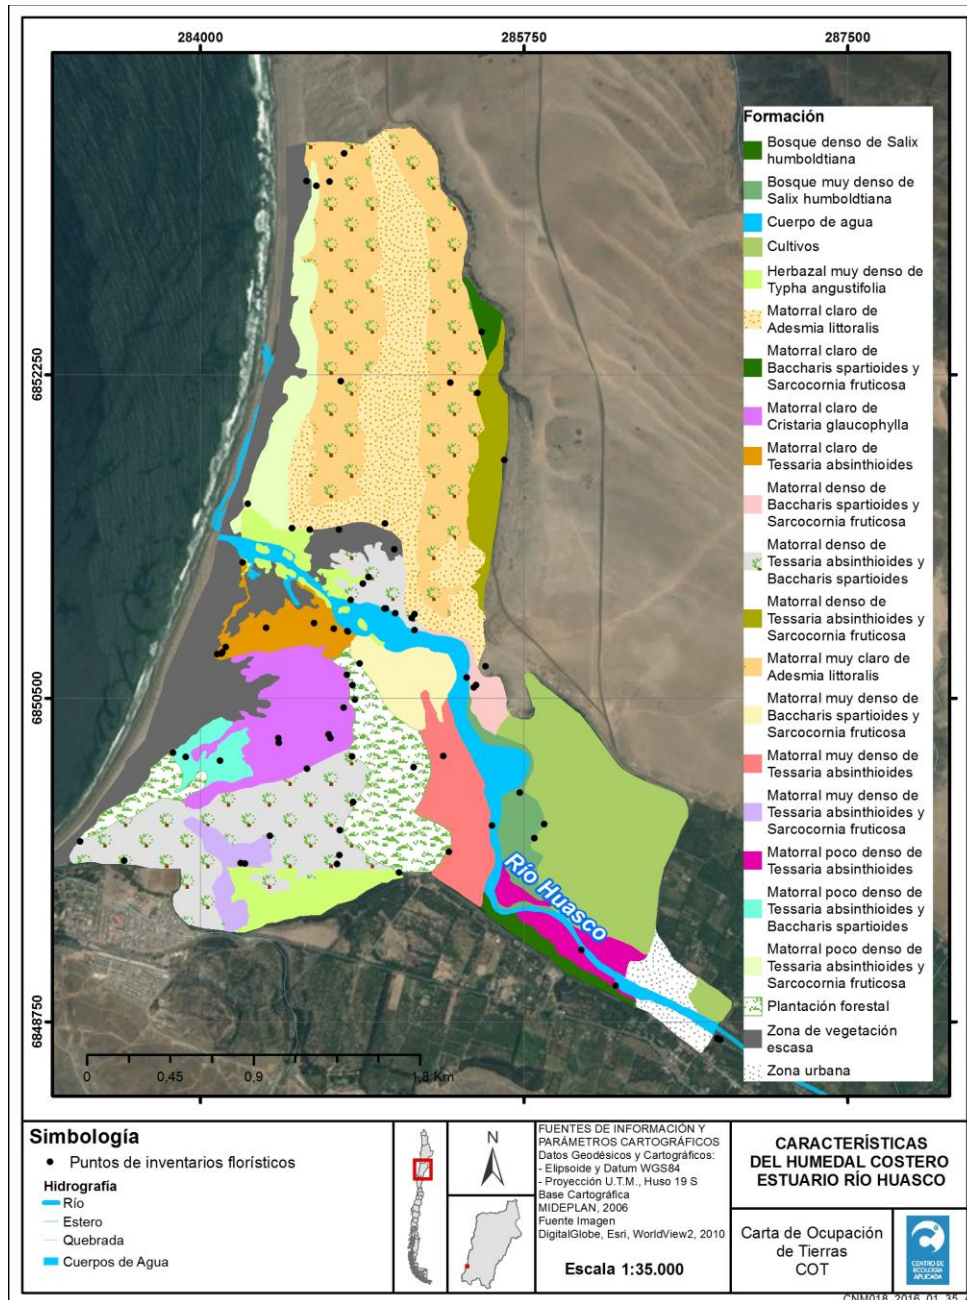 284000
285750
287500
6852250
6850500
6848750
Formación
Bosque denso de Salix
humboldtiana
Bosque muy denso de
Salix humboldtiana
Cuerpo de agua
Cultivos
Herbazal muy denso de
Typha angustifolia
Matorral claro de
Adesmia littoralis
Matorral claro de
Baccharis spartioides y
Sarcocornia fruticosa
Matorral claro de
Cristaria glaucophylla
Matorral claro de
Tessaria absinthioides
Matorral denso de
Baccharis spartioides y
Sarcocornia fruticosa
Matorral denso de
Tessaria absinthioides y
Baccharis spartioides
Matorral denso de
Tessaria absinthioides y
Sarcocornia fruticosa
Matorral muy claro de
Adesmia littoralis
Matorral muy denso de
Baccharis spartioides y
Sarcocornia fruticosa
Matorral muy denso de
Tessaria absinthioides
Matorral muy denso de
Tessaria absinthioides y
Sarcocornia fruticosa
Matorral poco denso de
Tessaria absinthioides
Matorral poco denso de
Tessaria absinthioides y
Baccharis spartioides
Matorral poco denso de
Tessaria absinthioides y
Sarcocornia fruticosa
Plantación forestal
Zona de vegetación
escasa
Zona urbana
Río Huasco
0 0,45 0,9 1,8 Km
Simbología
Puntos de inventarios florísticos
Hidrografía
Río
Estero
Quebrada
Cuerpos de Agua
N
FUENTES DE INFORMACIÓN Y
PARÁMETROS CARTOGRÁFICOS
Datos Geodésicos y Cartográficos:
- Elipsoide y Datum WGS84
- Proyección U.T.M., Huso 19 S
Base Cartográfica
MIDEPLAN, 2006
Fuente Imagen
DigitalGlobe, Esri, WorldView2, 2010
Escala 1:35.000
CARACTERÍSTICAS
DEL HUMEDAL COSTERO
ESTUARIO RÍO HUASCO
Carta de Ocupación
de Tierras
COT
CENTRO DE
ECOLOGÍA
APLICADA